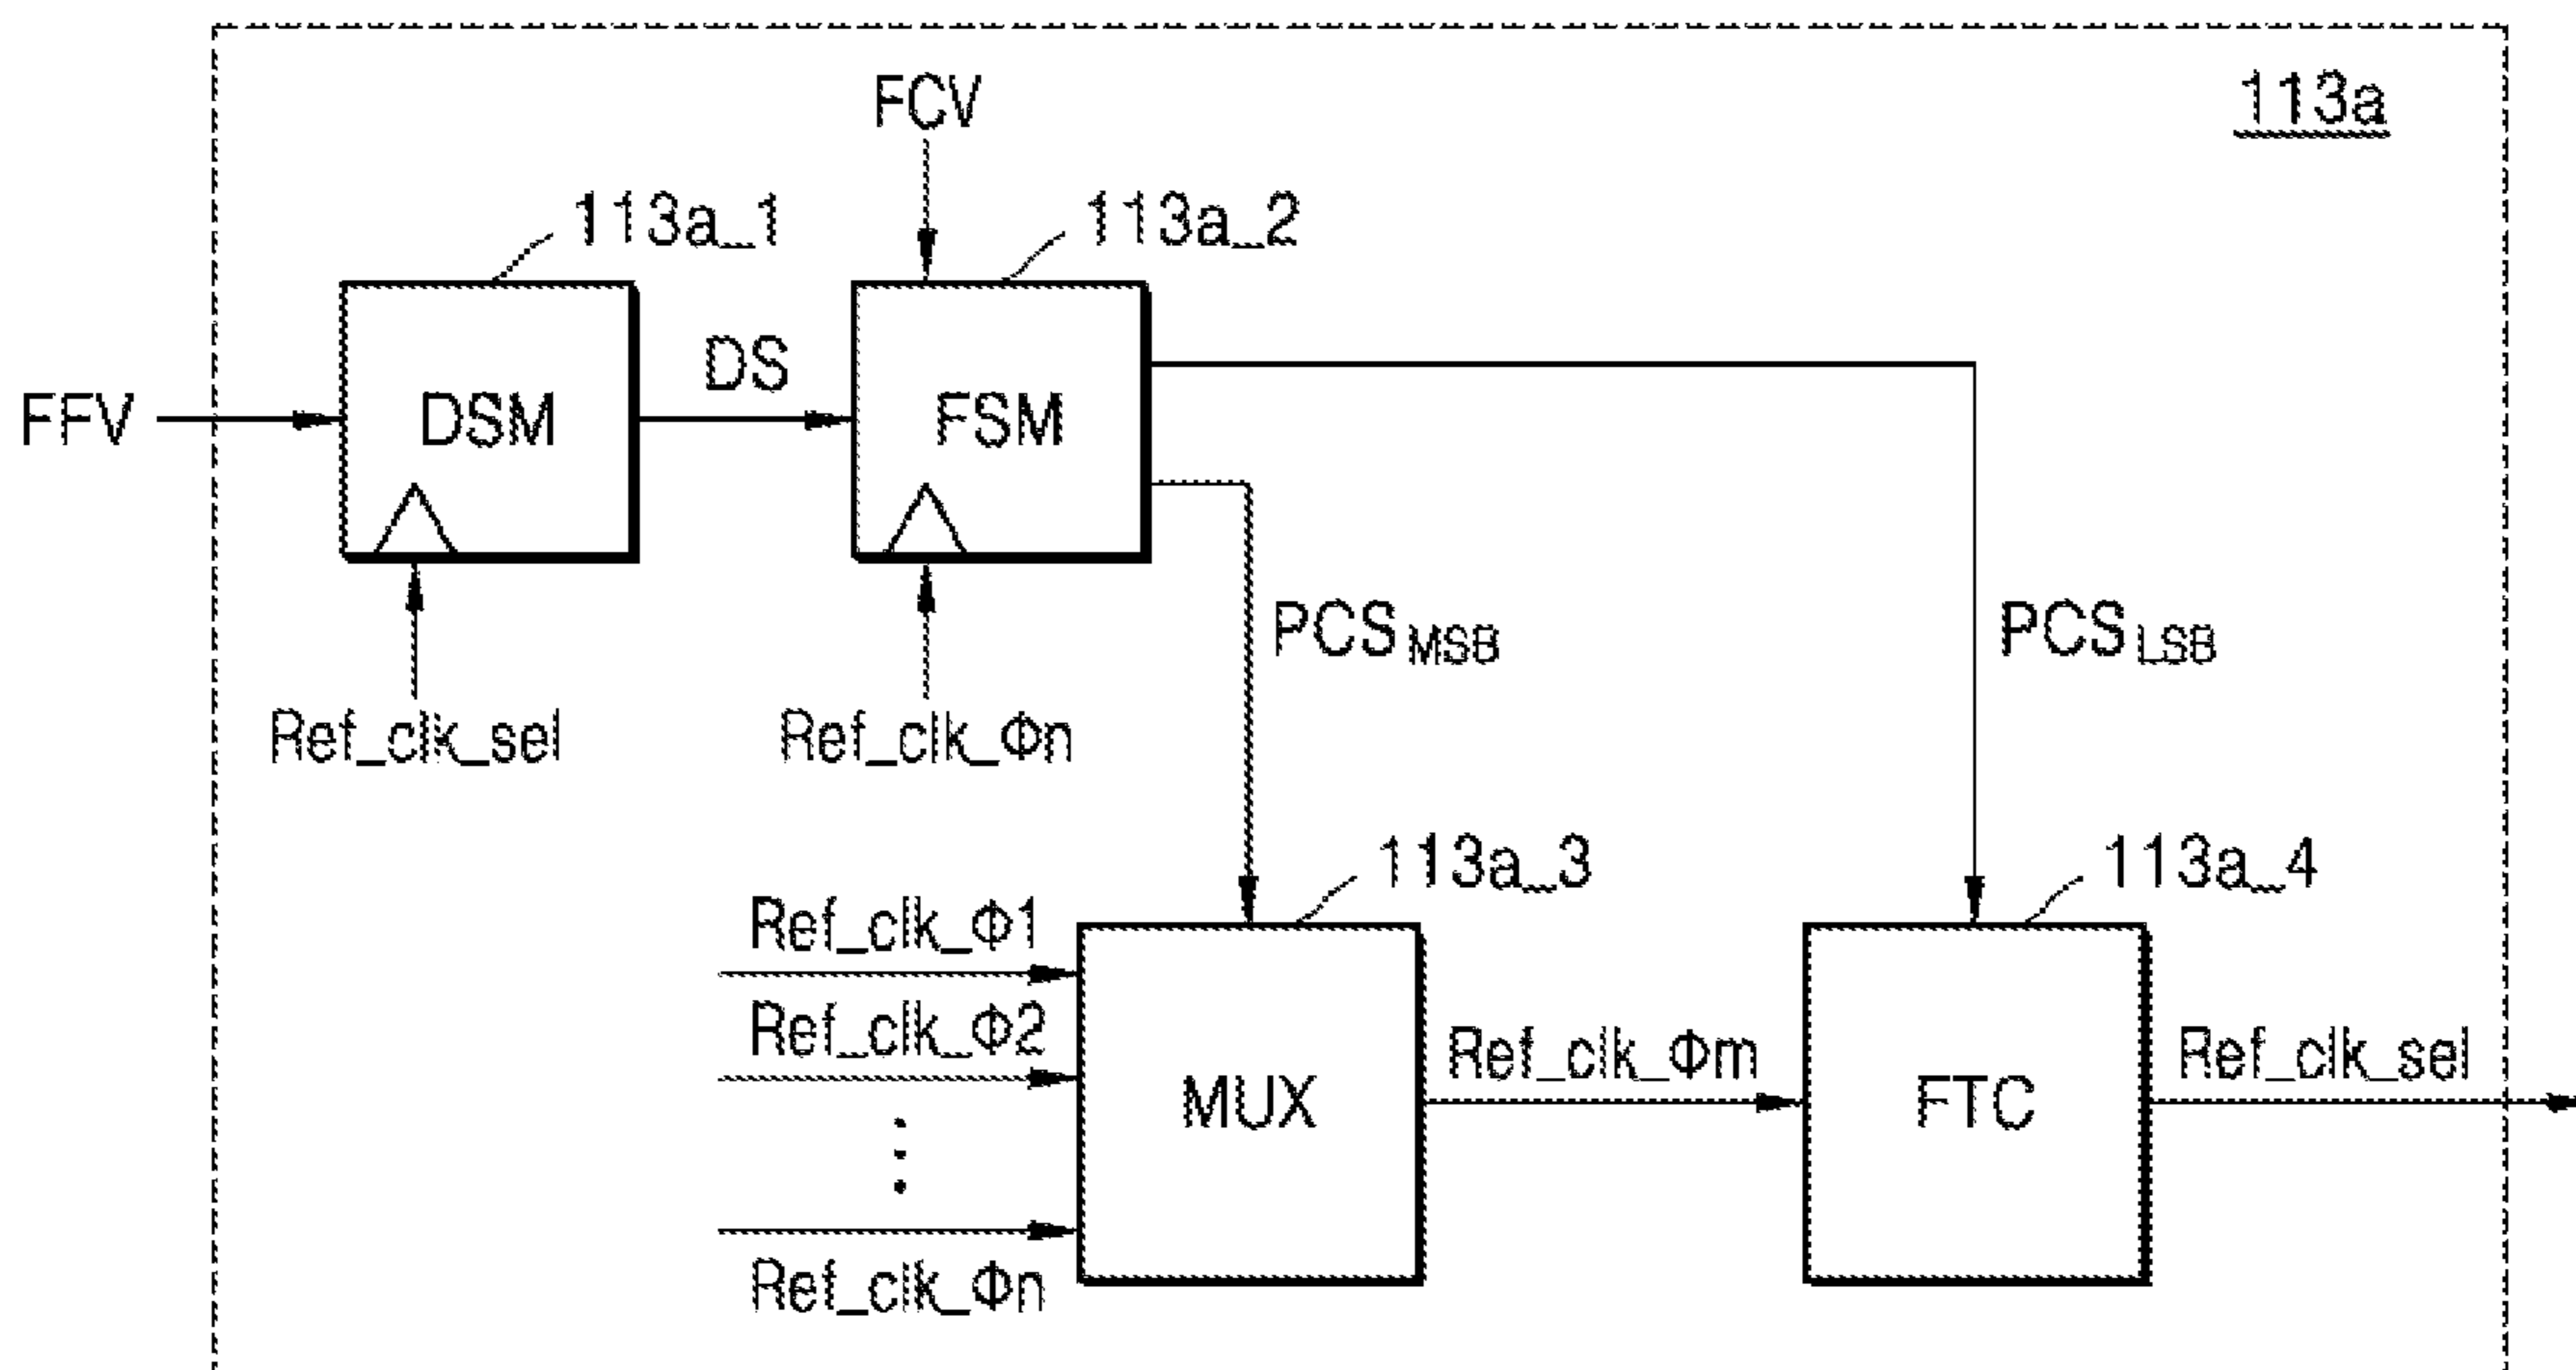 FCV
113a
113a_1
113a_2
DS
FFV
DSM
FSM
PCS MSB
PCS LSB
Ref_clk_sel
Ref_clk_Φn
113a_3
113a_4
Ref_clk_Φ1
Ref_clk_Φ2
Ref_clk_Φm
Ref_clk_sel
MUX
FTC
Ref_clk_Φn